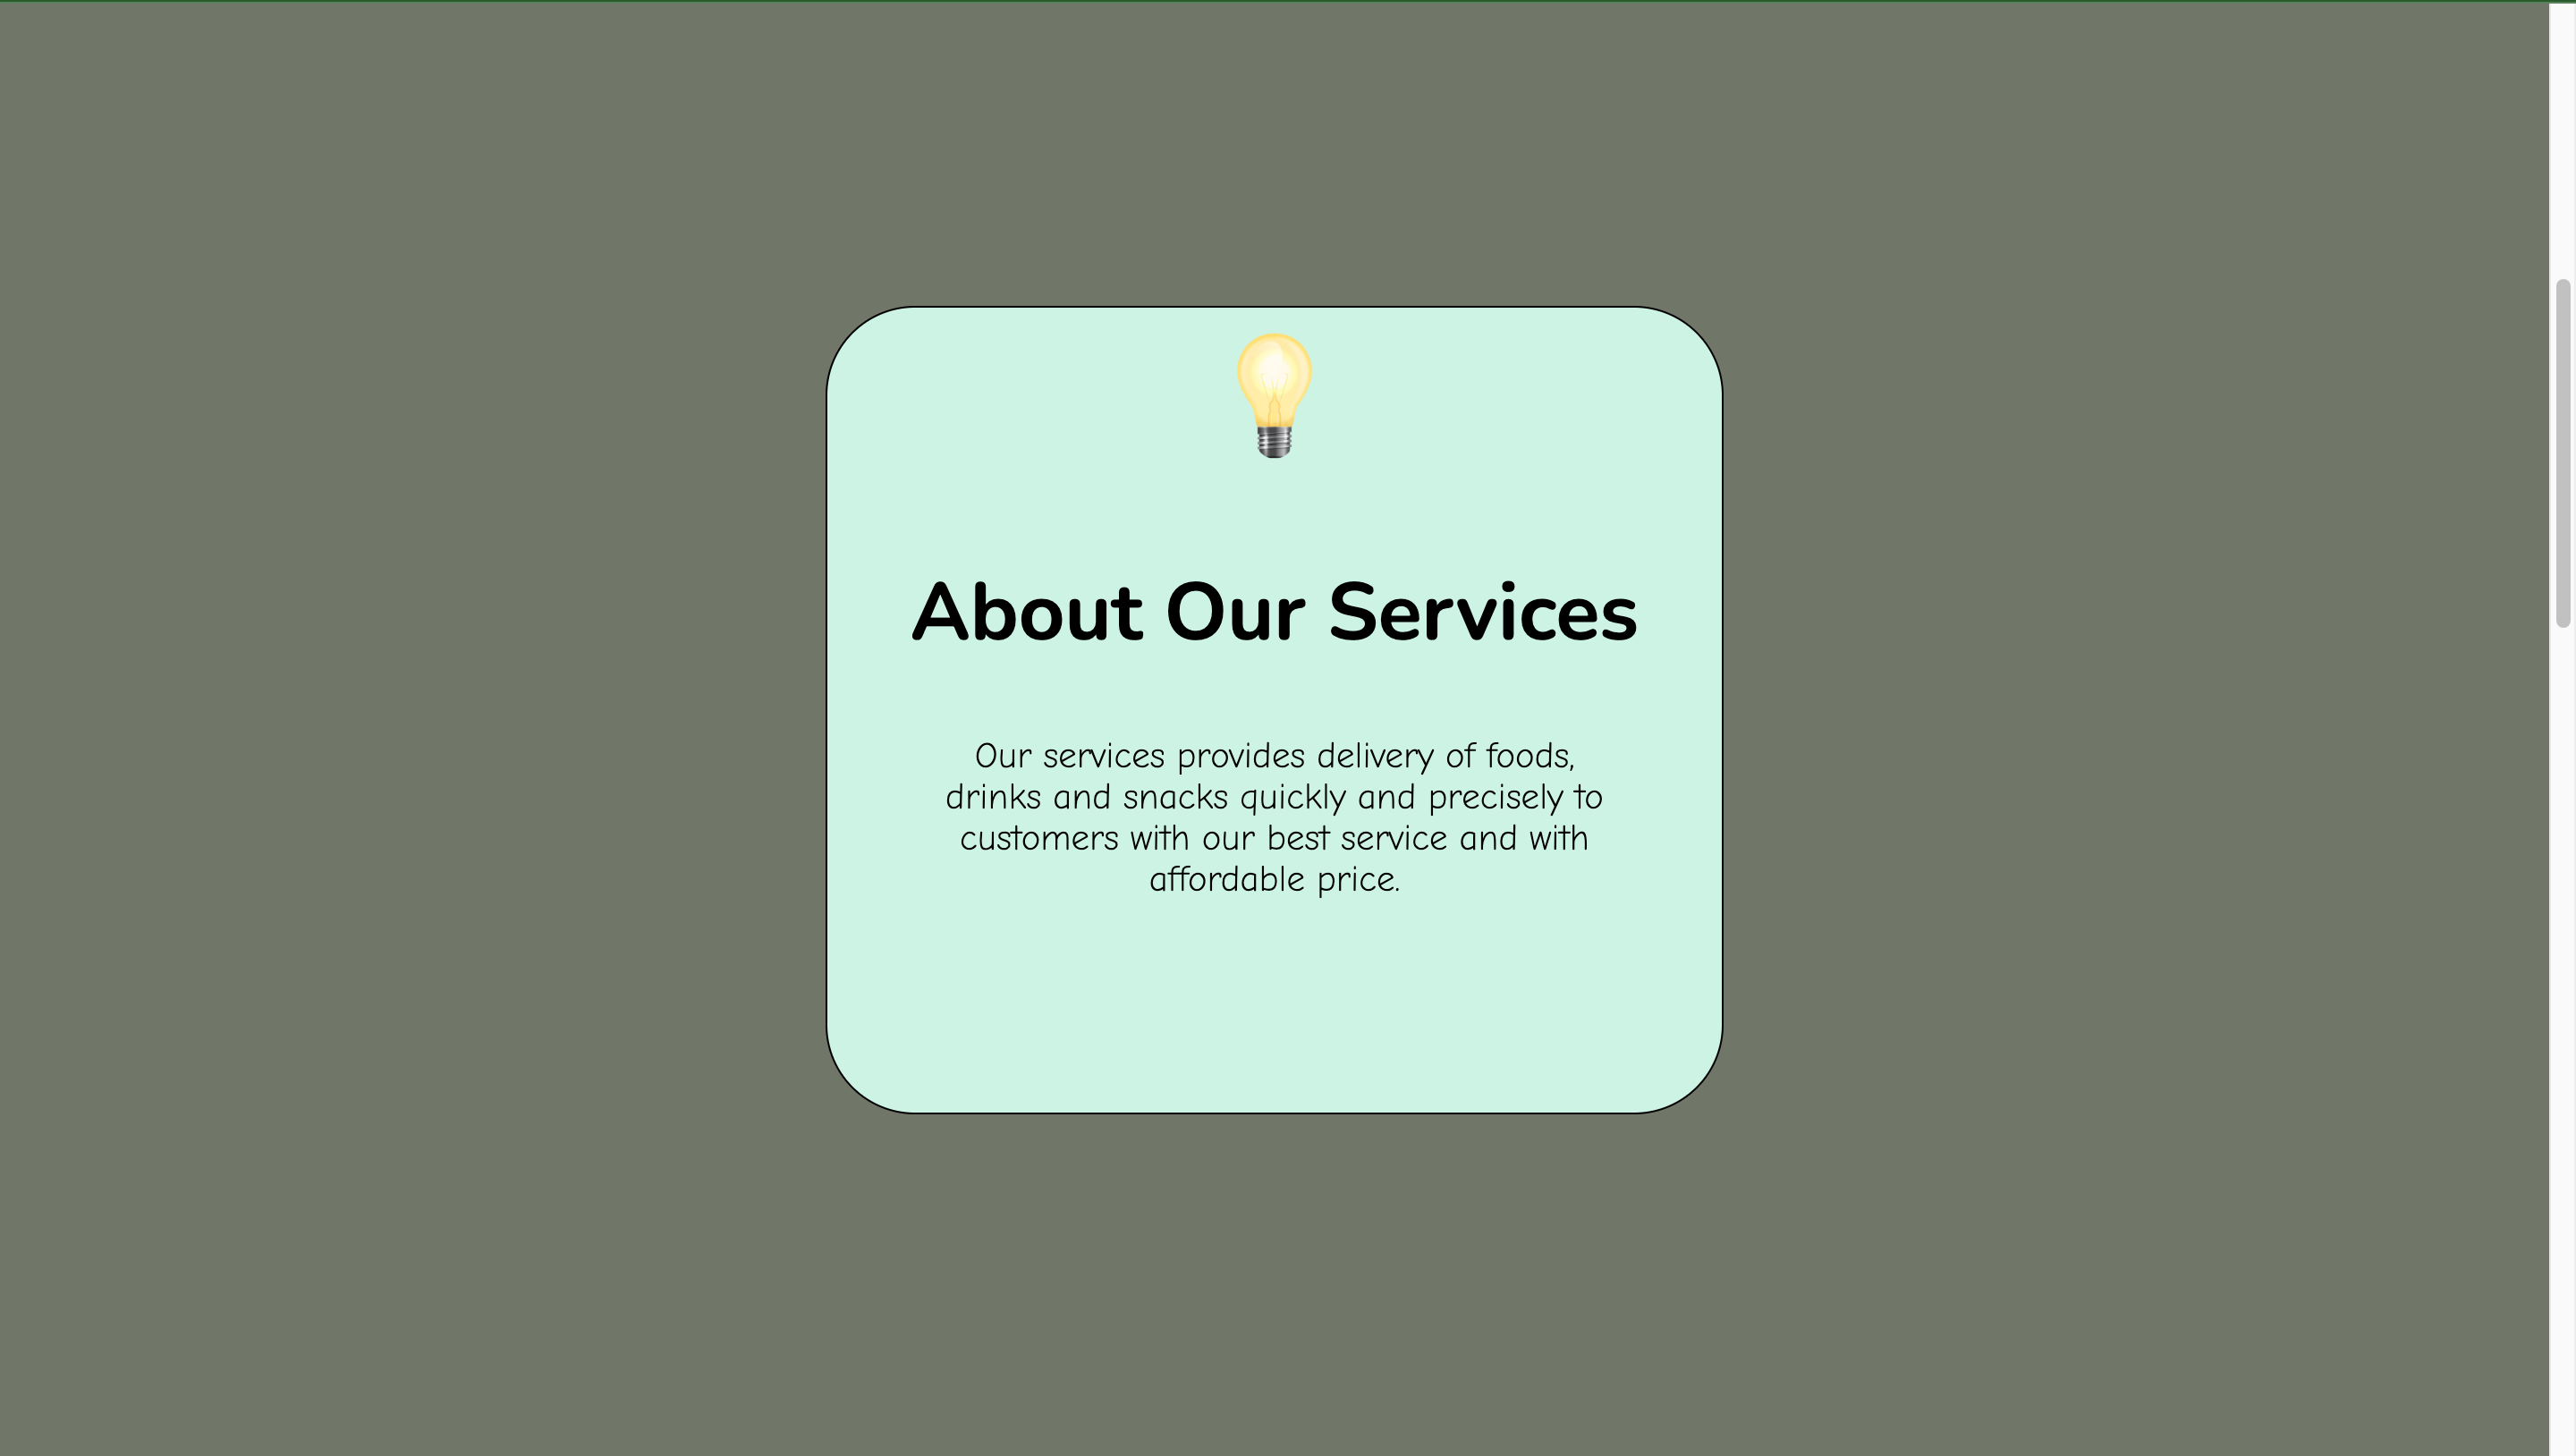 About Our Services
Our services provides delivery of foods,
drinks and snacks quickly and precisely to
customers with our best service and with
affordable price.